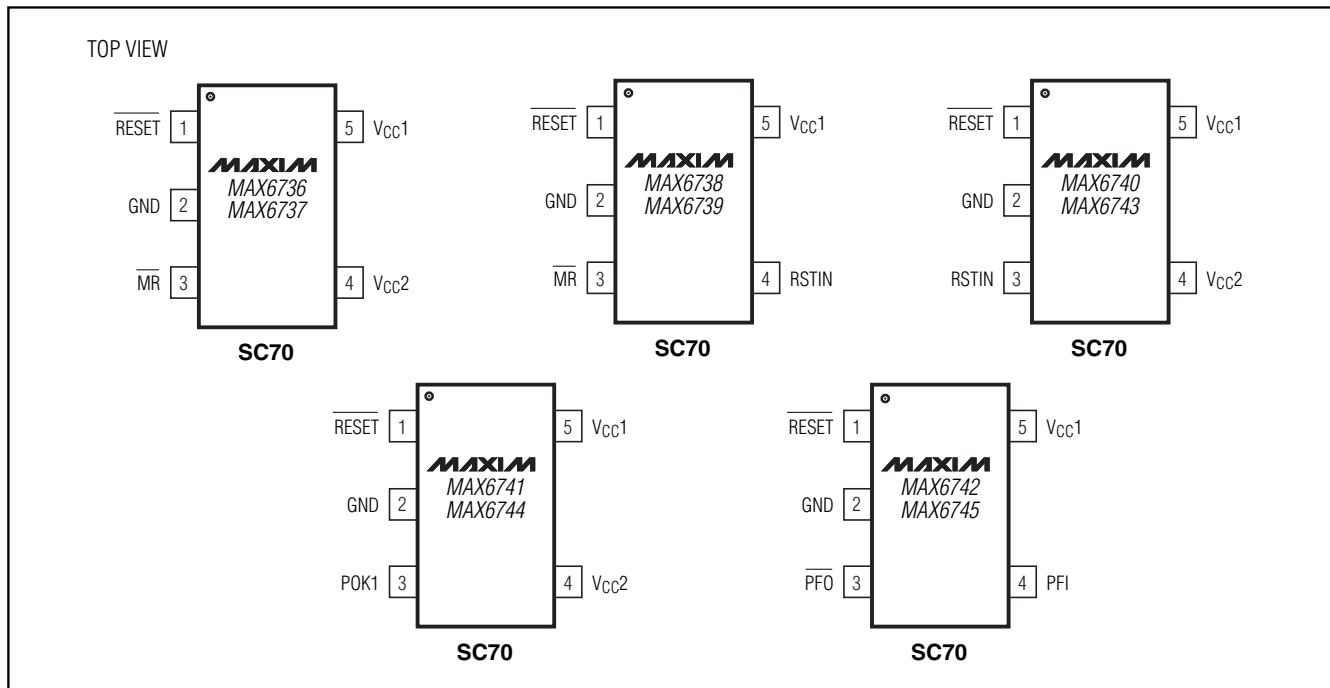 TOP VIEW
RESET 1
5 VCC1
MAXIM
MAX6736
MAX6737
GND 2
MR 3
4 VCC2
SC70
RESET 1
5 VCC1
MAXIM
MAX6738
MAX6739
GND 2
MR 3
4 RSTIN
SC70
RESET 1
5 VCC1
MAXIM
MAX6740
MAX6743
GND 2
RSTIN 3
4 VCC2
SC70
RESET 1
5 VCC1
MAXIM
MAX6741
MAX6744
GND 2
POK1 3
4 VCC2
SC70
RESET 1
5 VCC1
MAXIM
MAX6742
MAX6745
GND 2
PFO 3
4 PFI
SC70